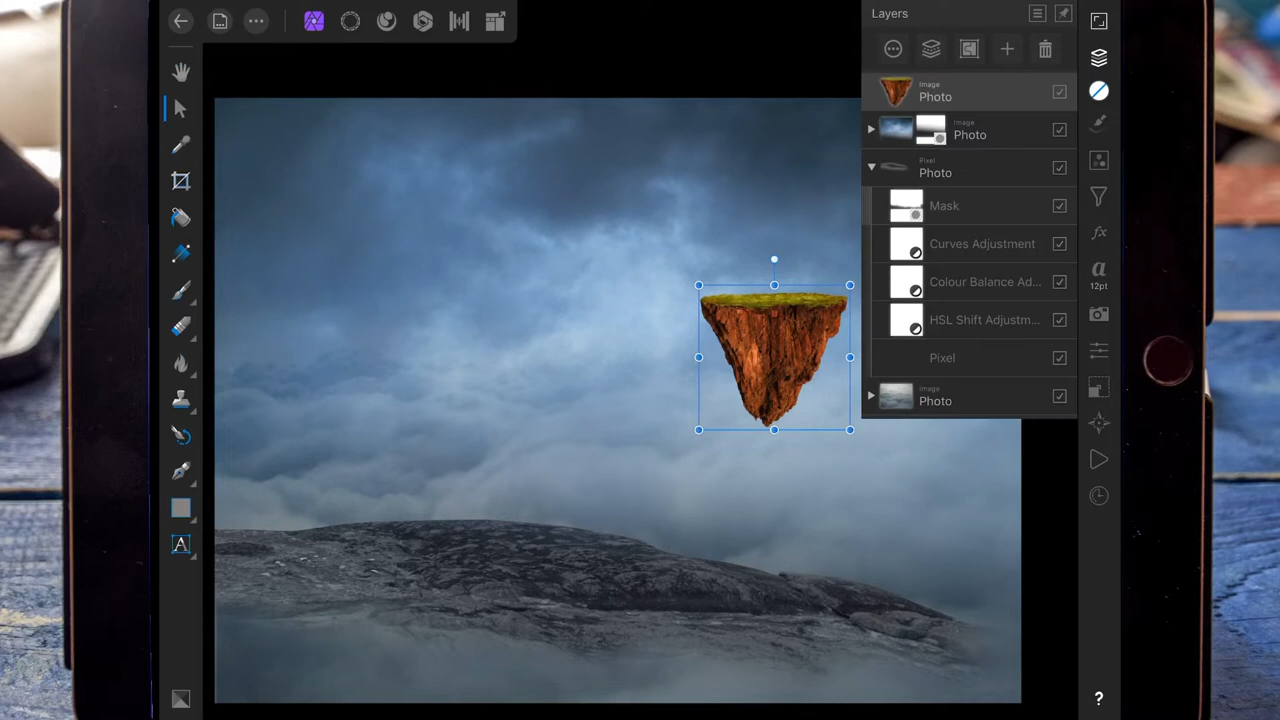 Layers
Image
Photo
Image
Photo
Pixel
Photo
Mask
Curves Adjustment
Colour Balance Ad...
HSL Shift Adjustm...
Pixel
Image
Photo
A
a
12pt
fx
?